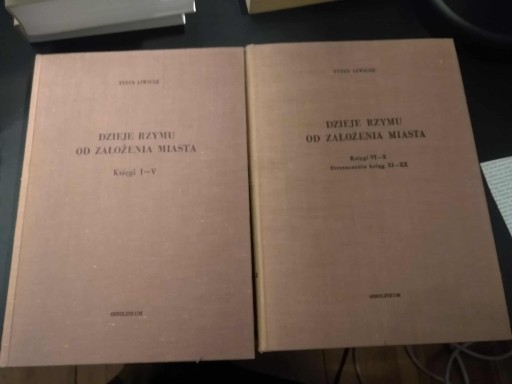 TYTUS LIWIUSZ
DZIEJE RZYMU
OD ZAŁOŻENIA MIASTA
Księgi I—V
OSSOLINEUM
TYTUS LIWIUSZ
DZIEJE RZYMU
OD ZAŁOŻENIA MIASTA
Księgi VI—X
Streszczenia ksiąg XI—XX
OSSOLINEUM